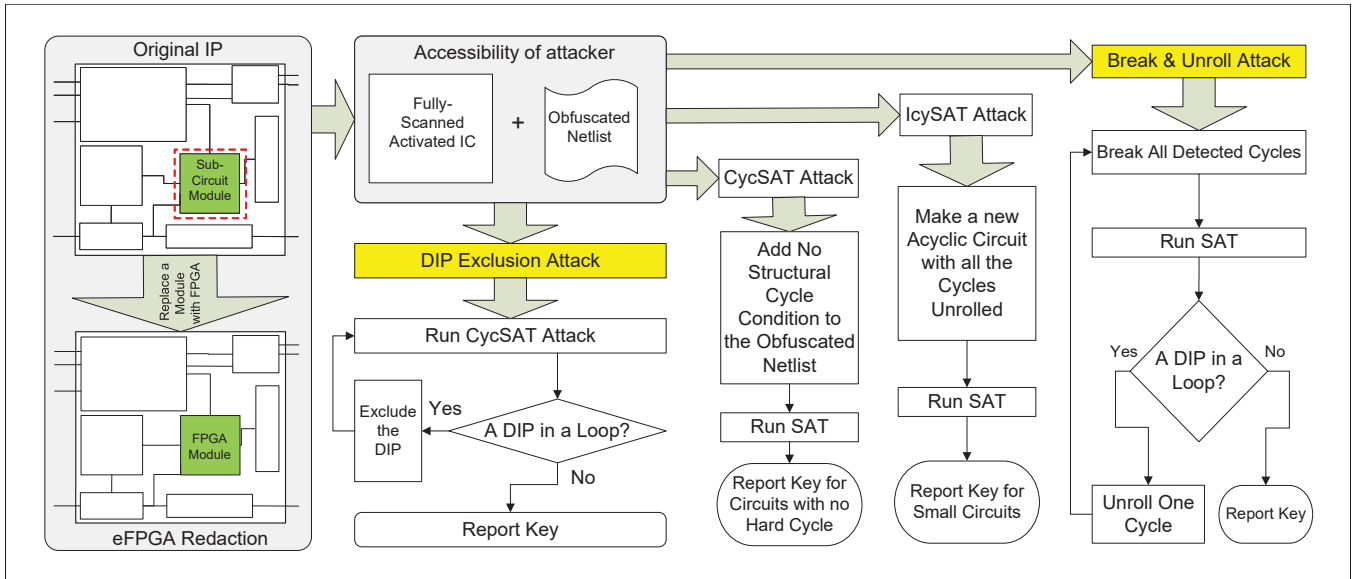 Original IP
Sub-
Circuit
Module
Replace a
Module
with FPGA
FPGA
Module
eFPGA Redaction
Accessibility of attacker
Fully-
Scanned
Activated IC
+
Obfuscated
Netlist
DIP Exclusion Attack
Run CycSAT Attack
Exclude
the
DIP
Yes
A DIP in a Loop?
No
Report Key
CycSAT Attack
Add No
Structural
Cycle
Condition to
the Obfuscated
Netlist
Run SAT
Report Key for
Circuits with no
Hard Cycle
IcySAT Attack
Make a new
Acyclic Circuit
with all the
Cycles
Unrolled
Run SAT
Report Key for
Small Circuits
Break & Unroll Attack
Break All Detected Cycles
Run SAT
Yes
A DIP in a
Loop?
No
Unroll One
Cycle
Report Key